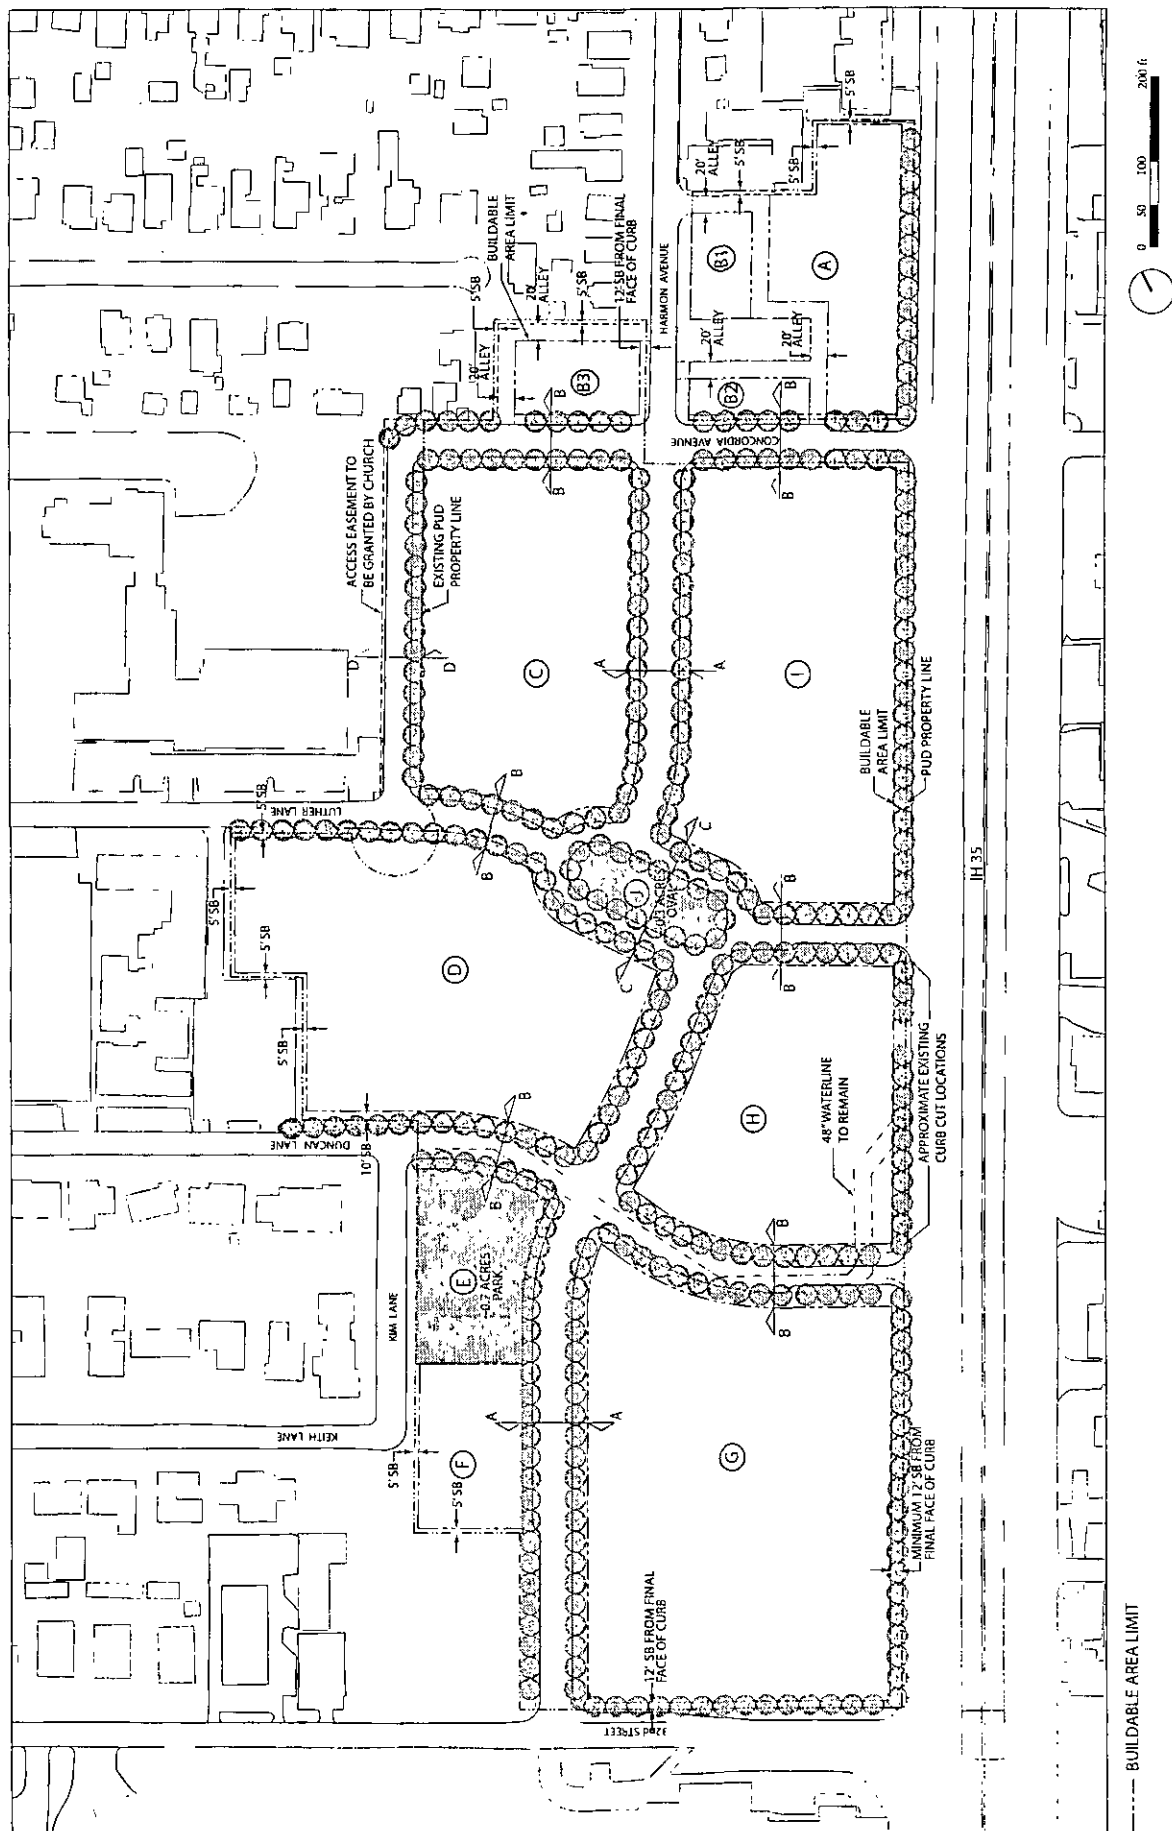 5' SB
20'
ALLEY
5' SB
5' SB
20'
ALLEY
20'
ALLEY
B1
A
B2
B
B
CONCORDIA AVENUE
HARMON AVENUE
BUILDABLE
AREA LIMIT
5' SB
20'
ALLEY
5' SB
12' SB FROM FINAL
FACE OF CURB
20'
ALLEY
B3
B
B
ACCESS EASEMENT TO
BE GRANTED BY CHURCH
EXISTING PUD
PROPERTY LINE
D
D
C
A
A
I
BUILDABLE
AREA LIMIT
PUD PROPERTY LINE
IH 35
LUTHER LANE
5' SB
5' SB
5' SB
5' SB
B
B
C
C
J
OVAL
B
B
D
DUNCAN LANE
10' SB
B
B
H
48" WATERLINE
TO REMAIN
APPROXIMATE EXISTING
CURB CUT LOCATIONS
B
B
E
~0.7 ACRES
PARK
KIM LANE
KEITH LANE
5' SB
F
5' SB
A
A
G
MINIMUM 12' SB FROM
FINAL FACE OF CURB
12' SB FROM FINAL
FACE OF CURB
32nd STREET
0 50 100 200 ft
BUILDABLE AREA LIMIT